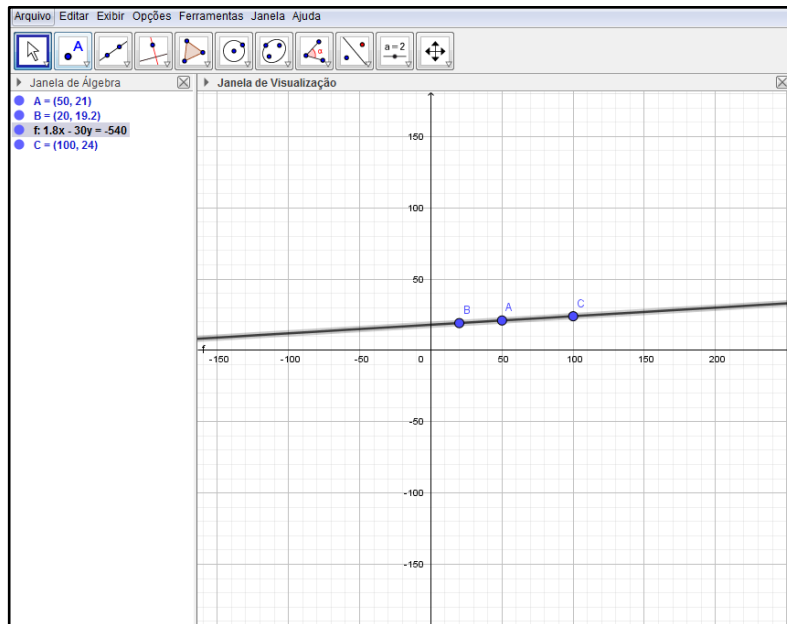 Arquivo Editar Exibir Opções Ferramentas Janela Ajuda
A
α
a = 2
Janela de Álgebra
Janela de Visualização
A = (50, 21)
B = (20, 19.2)
f: 1.8x - 30y = -540
C = (100, 24)
150
100
50
B A C
f
-150 -100 -50 0 50 100 150 200
-50
-100
-150